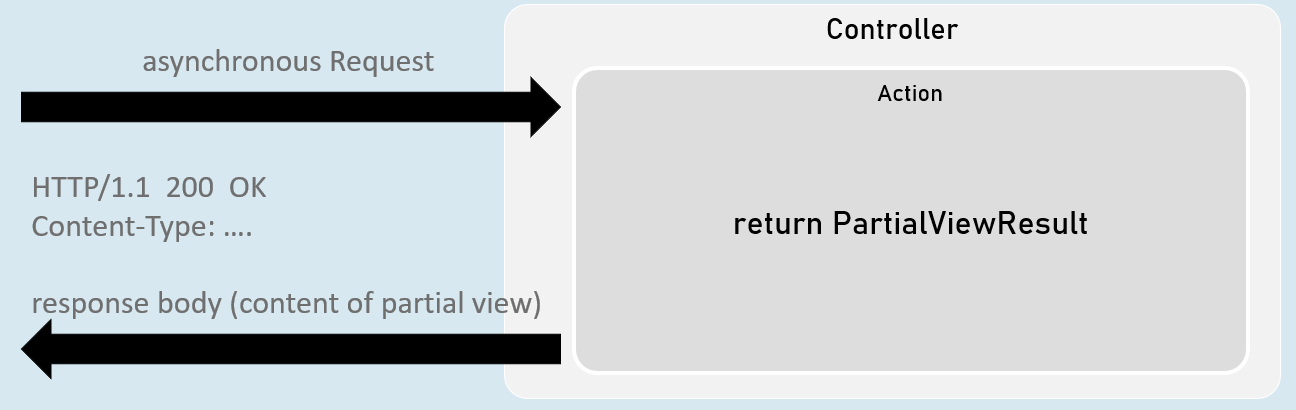 Controller
asynchronous Request
Action
HTTP/1.1 200 OK
Content-Type: ....
return PartialViewResult
response body (content of partial view)